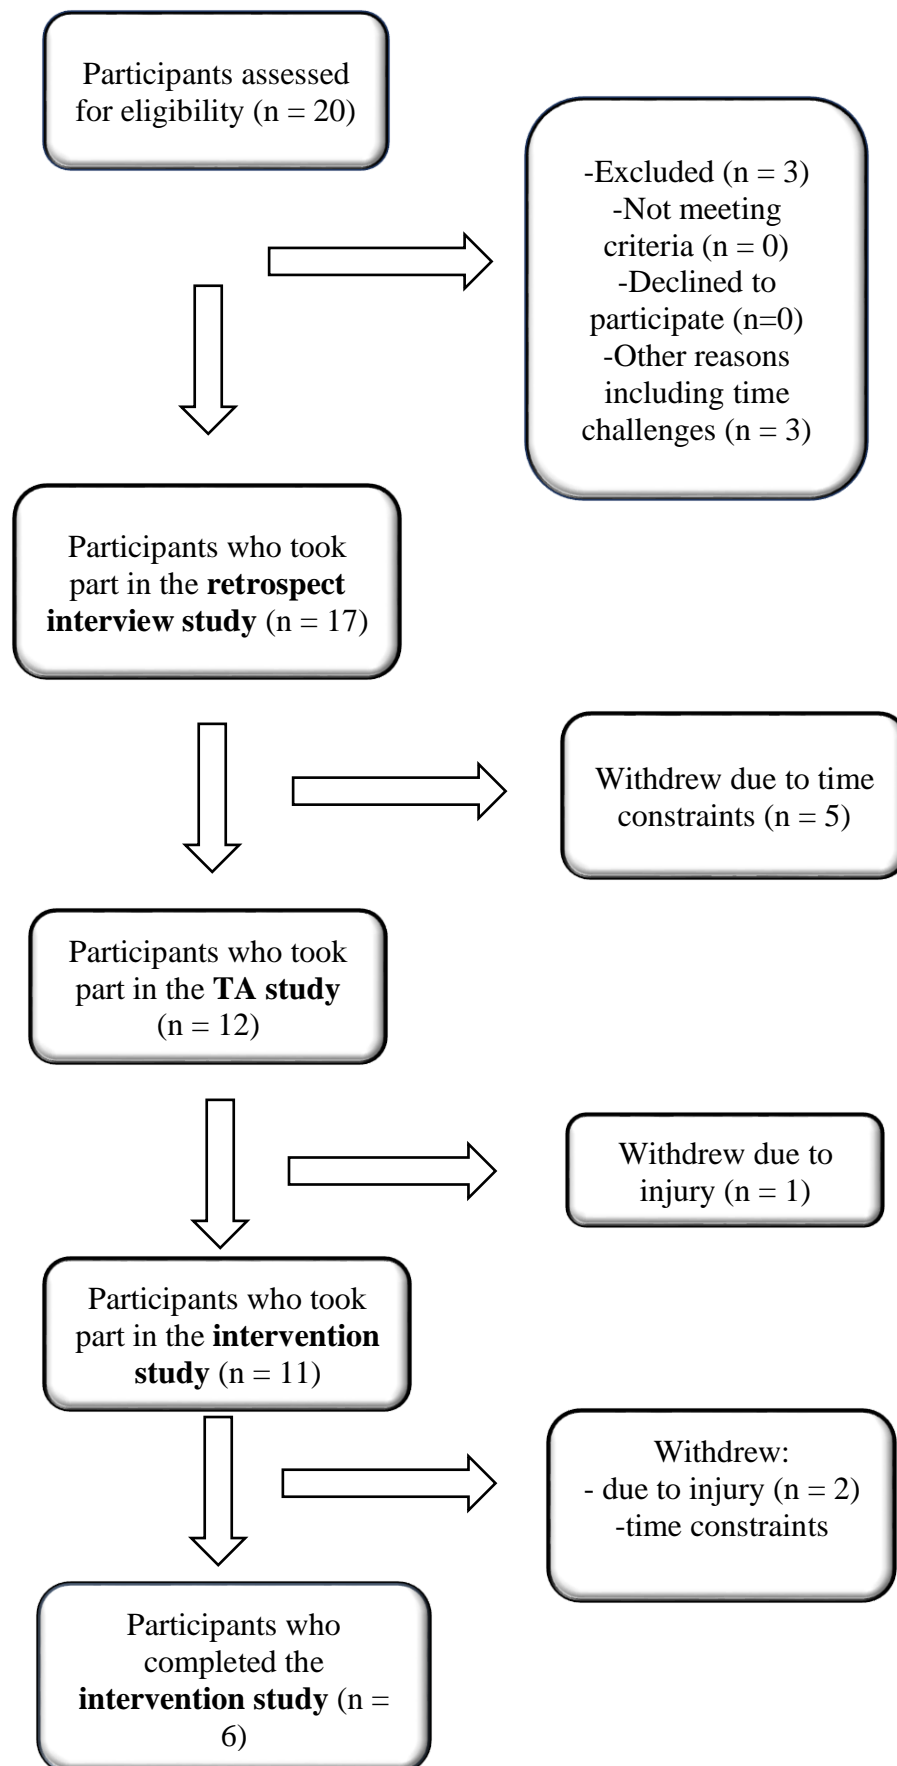 Participants assessed
for eligibility (n = 20)
-Excluded (n = 3)
-Not meeting
criteria (n = 0)
-Declined to
participate (n=0)
-Other reasons
including time
challenges (n = 3)
Participants who took
part in the retrospect
interview study (n = 17)
Withdrew due to time
constraints (n = 5)
Participants who took
part in the TA study
(n = 12)
Withdrew due to
injury (n = 1)
Participants who took
part in the intervention
study (n = 11)
Withdrew:
- due to injury (n = 2)
-time constraints
Participants who
completed the
intervention study (n =
6)